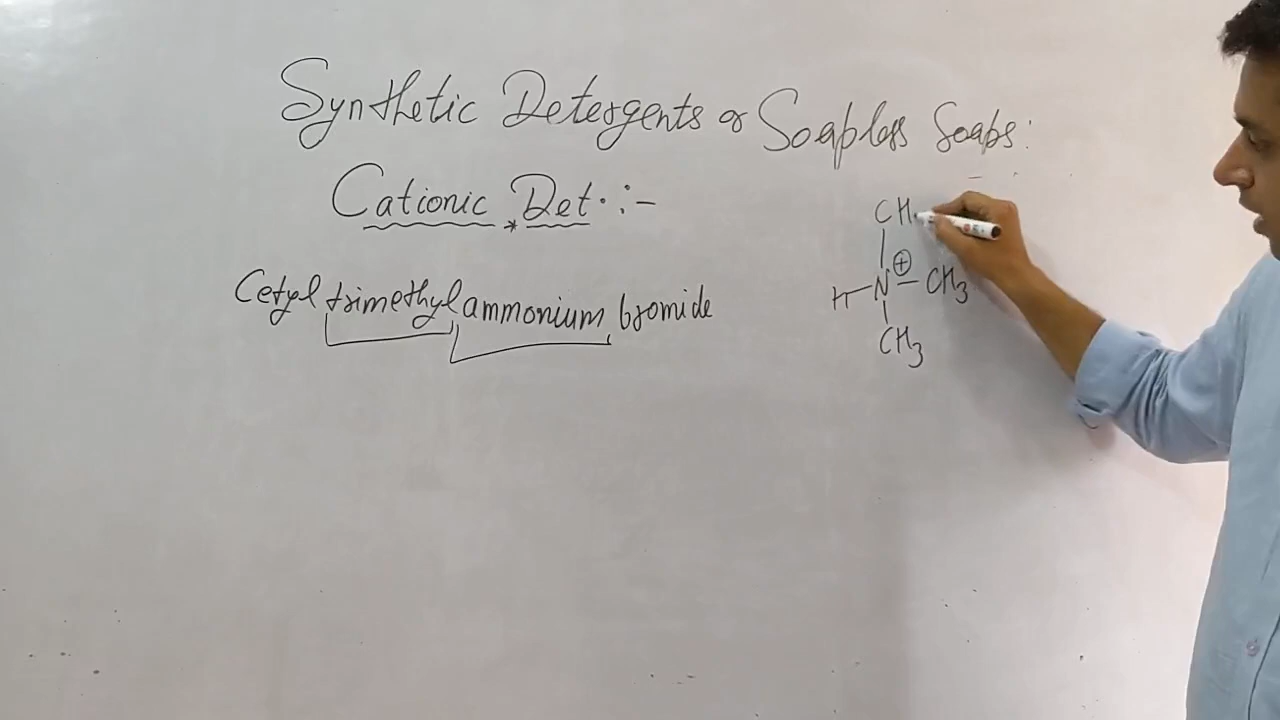 Synthetic Detergents or Soapless Soaps:
Cationic Det. :-
*
Cetyl trimethyl ammonium bromide
CH
⊕
H-N-CH3
CH3